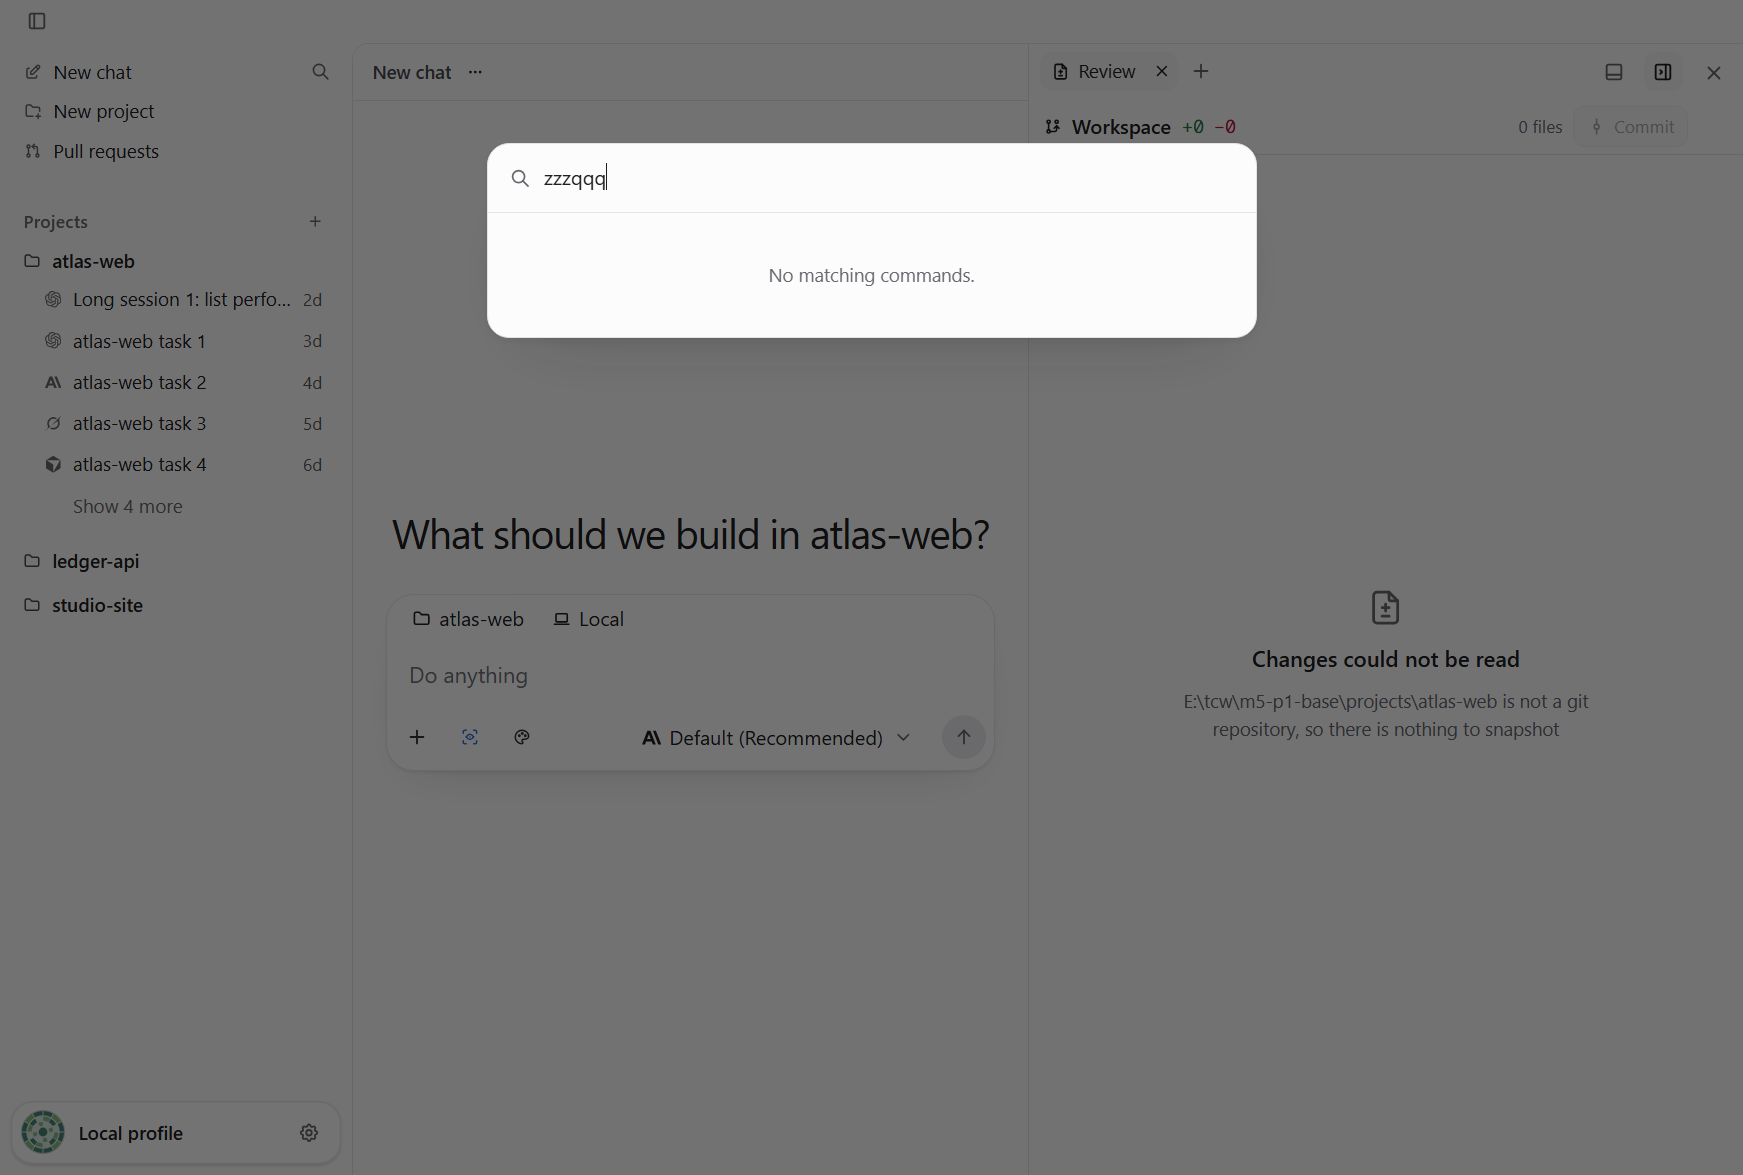 New chat
New project
Pull requests
Projects
atlas-web
Long session 1: list perfo... 2d
atlas-web task 1 3d
atlas-web task 2 4d
atlas-web task 3 5d
atlas-web task 4 6d
Show 4 more
ledger-api
studio-site
Local profile
New chat
zzzqqq
No matching commands.
What should we build in atlas-web?
atlas-web Local
Do anything
Default (Recommended)
Review
Workspace +0 -0 0 files Commit
Changes could not be read
E:\tcw\m5-p1-base\projects\atlas-web is not a git
repository, so there is nothing to snapshot